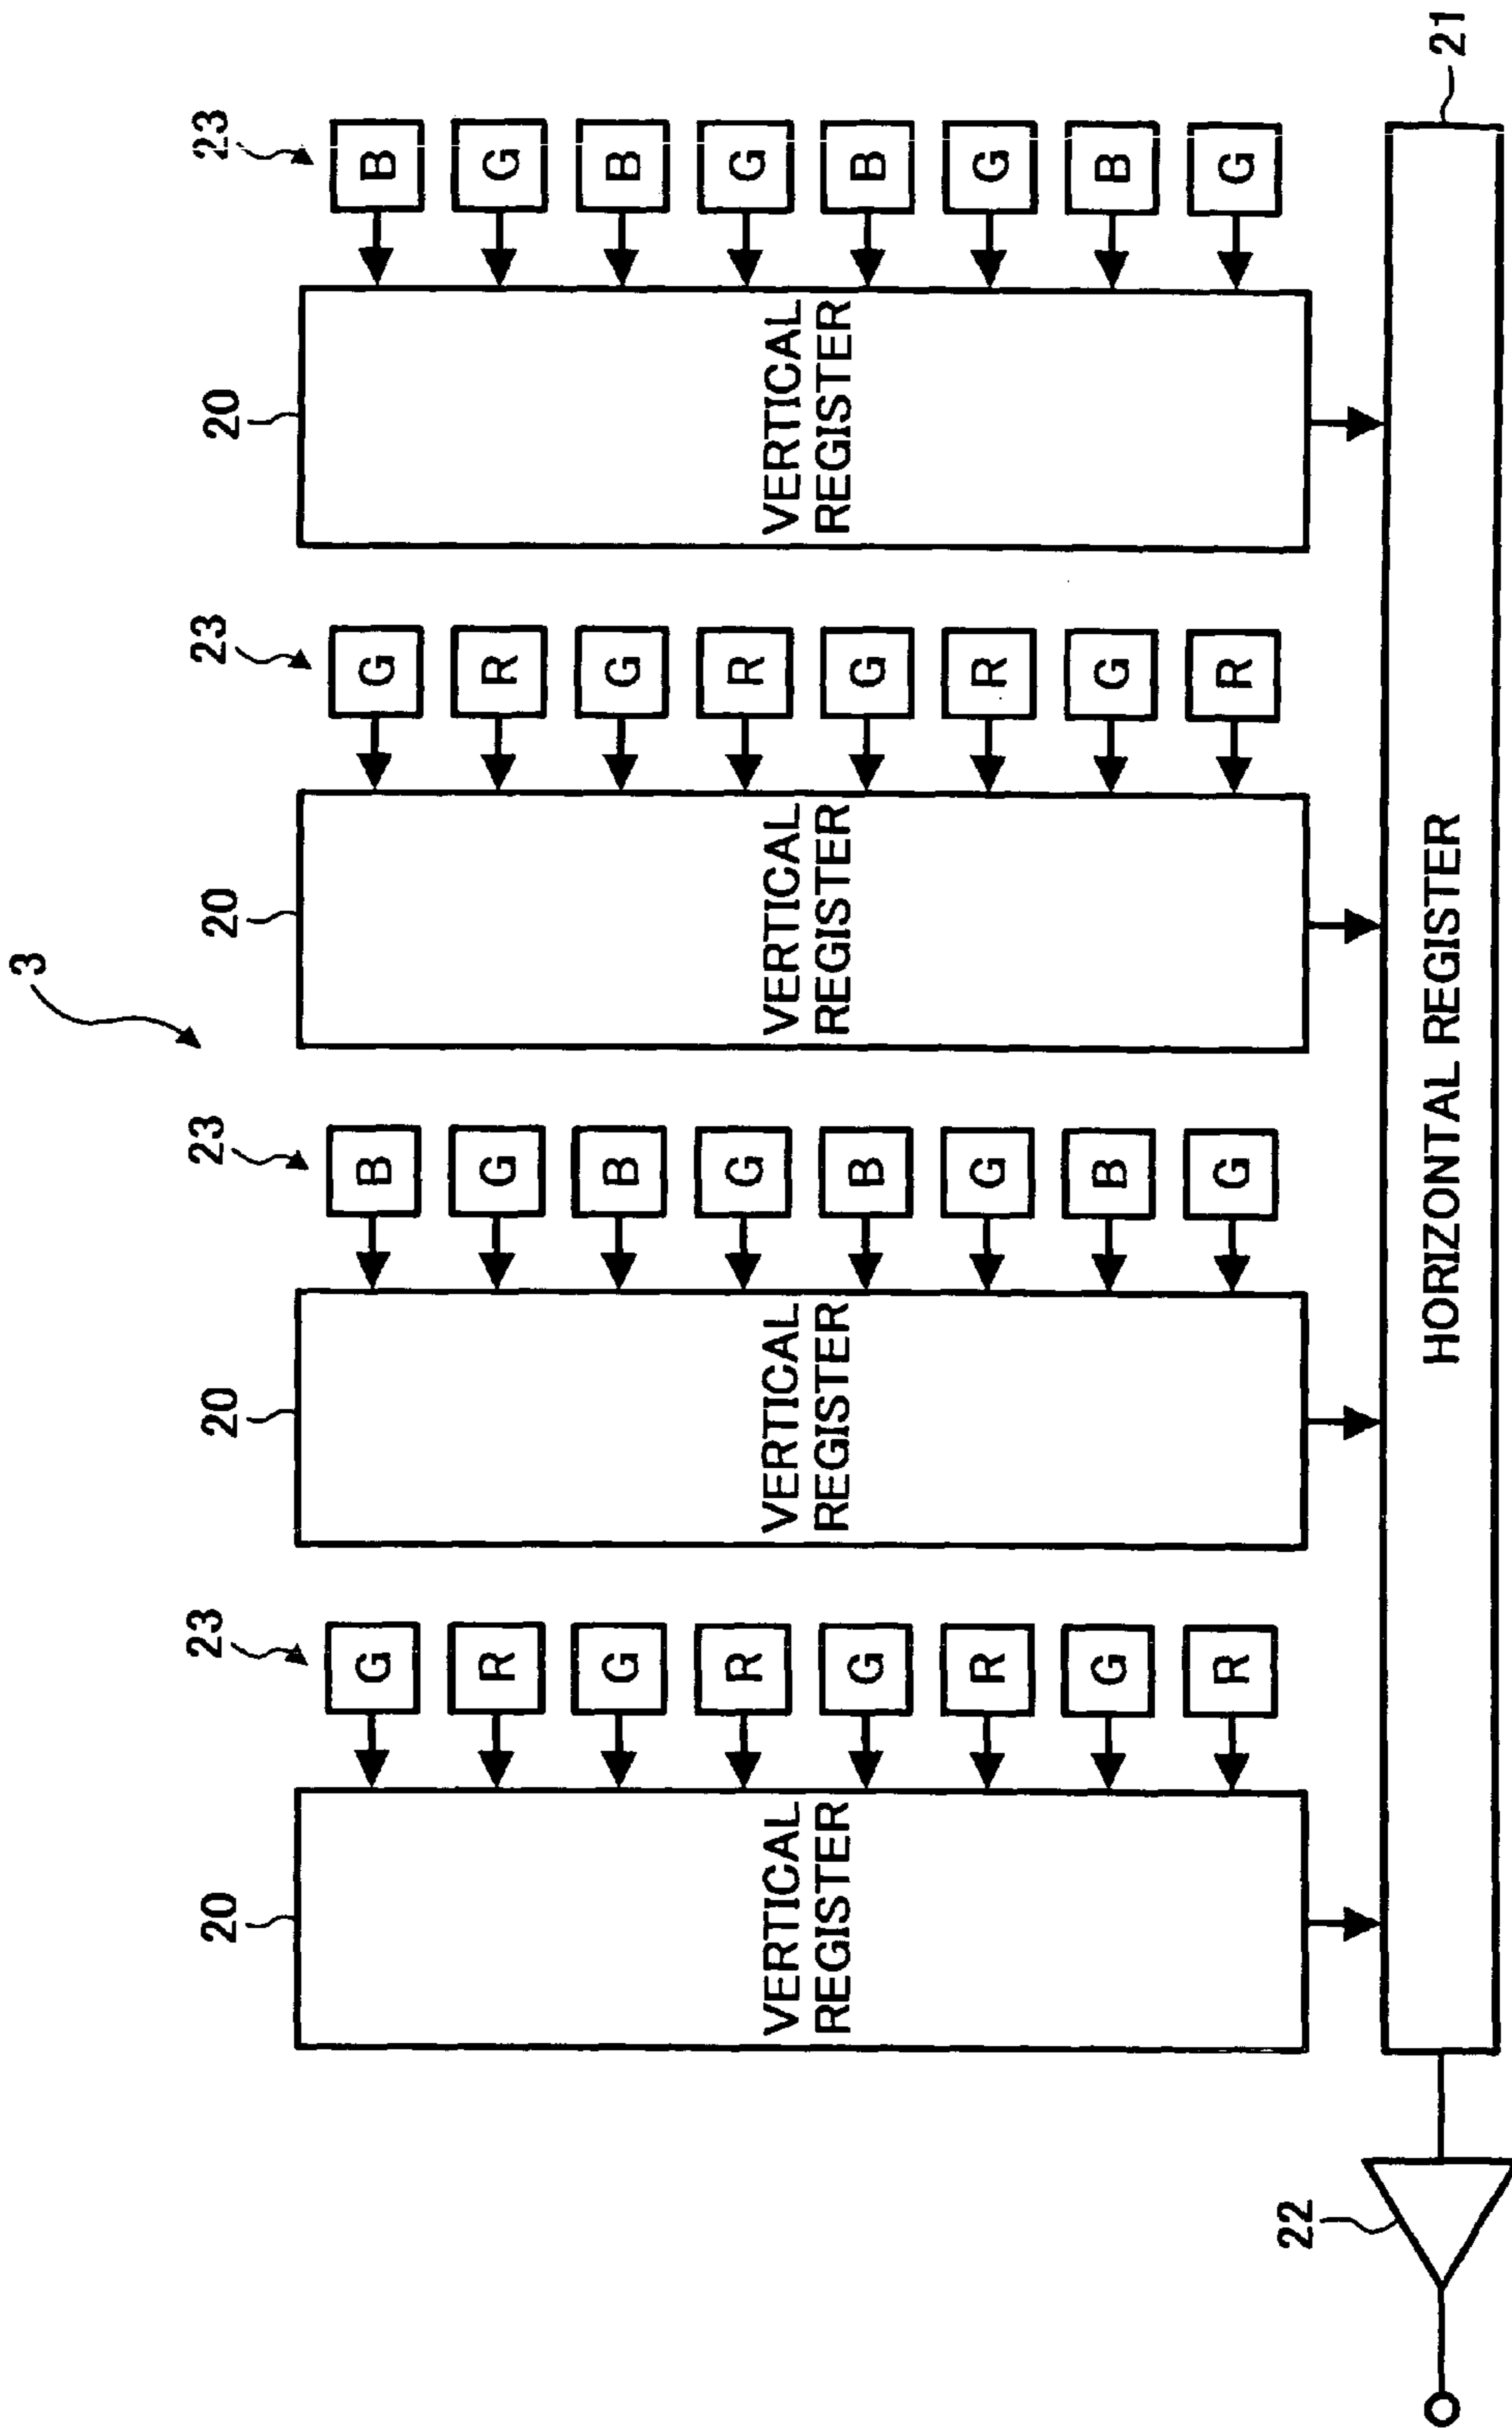 3
20 23 20 23 20 23 20 23
G B G B
R G R G
G B G B
R G R G
VERTICAL VERTICAL VERTICAL VERTICAL
REGISTER REGISTER REGISTER REGISTER
G B G B
R G R G
G B G B
R G R G
22
HORIZONTAL REGISTER 21